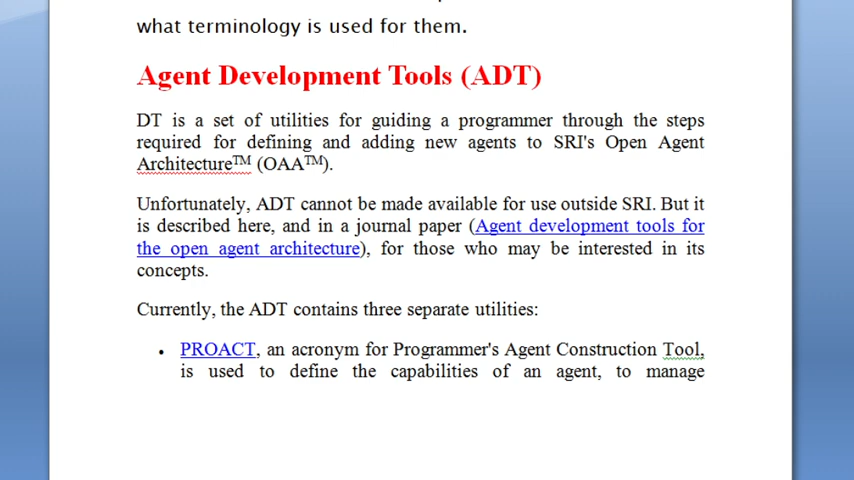 what terminology is used for them.
Agent Development Tools (ADT)
DT is a set of utilities for guiding a programmer through the steps
required for defining and adding new agents to SRI's Open Agent
Architecture™ (OAA™).
Unfortunately, ADT cannot be made available for use outside SRI. But it
is described here, and in a journal paper (Agent development tools for
the open agent architecture), for those who may be interested in its
concepts.
Currently, the ADT contains three separate utilities:
• PROACT, an acronym for Programmer's Agent Construction Tool,
is used to define the capabilities of an agent, to manage